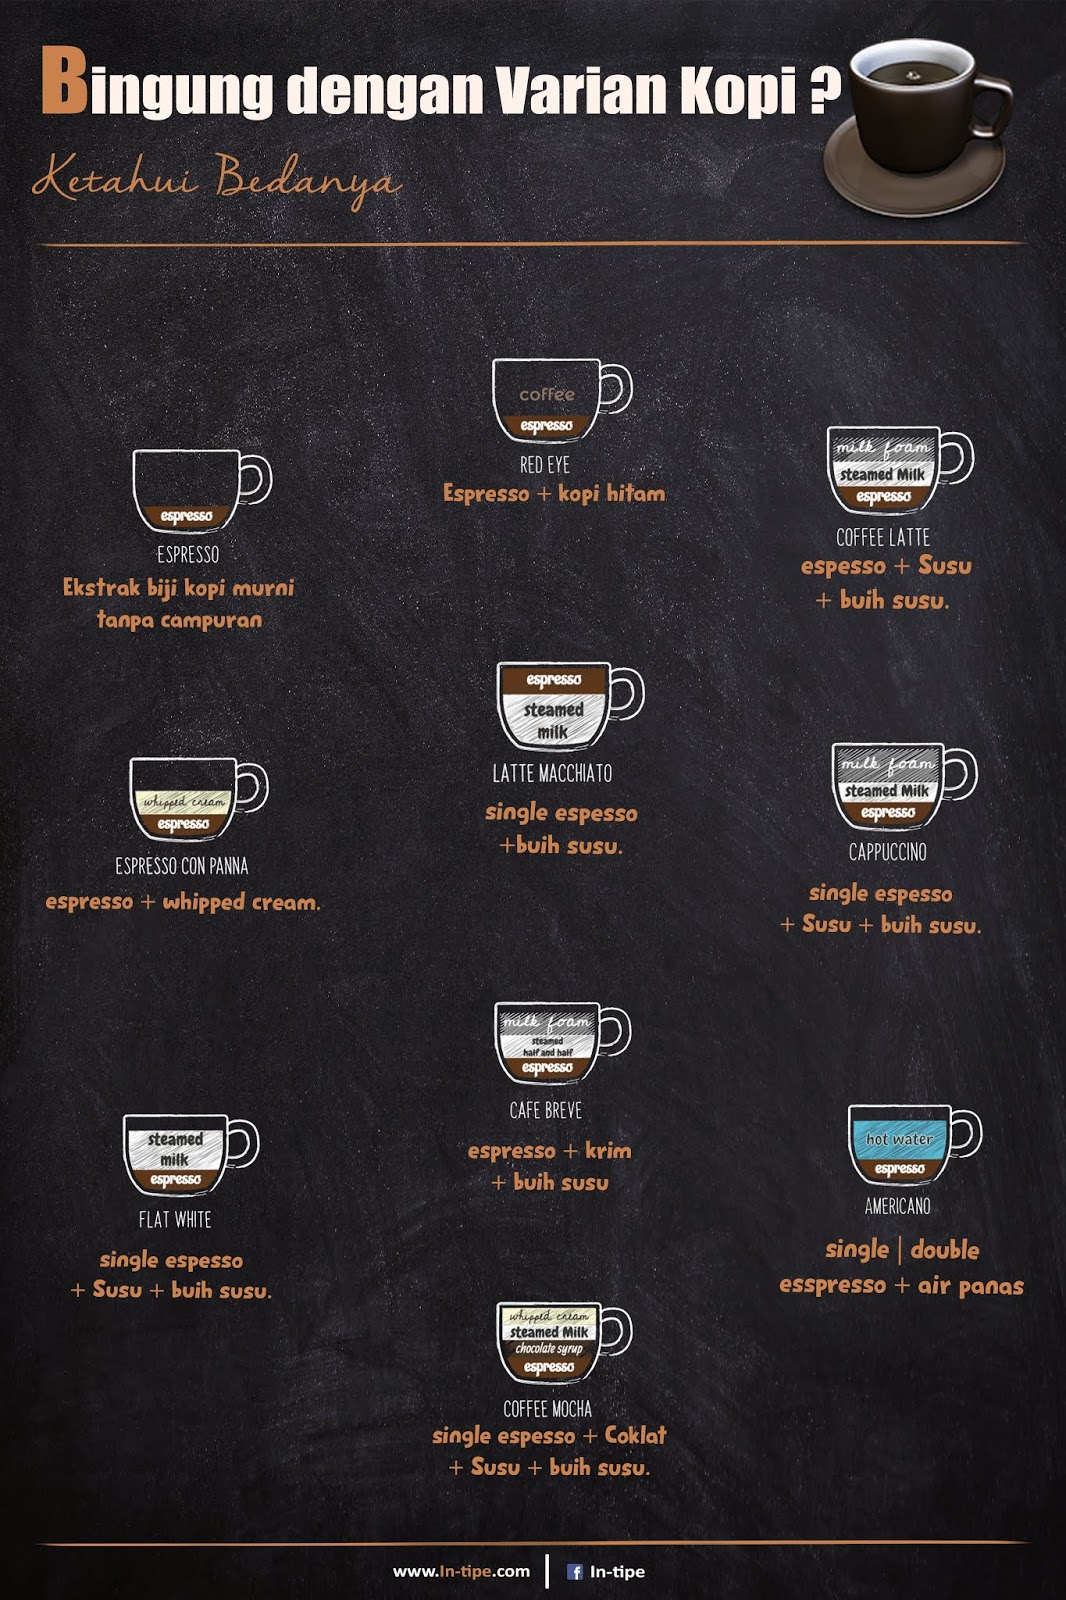 Bingung dengan Varian Kopi ?
Ketahui Bedanya
coffee
espresso
RED EYE
Espresso + kopi hitam
espresso
ESPRESSO
Ekstrak biji kopi murni
tanpa campuran
milk foam
steamed Milk
espresso
COFFEE LATTE
espesso + Susu
+ buih susu.
espresso
steamed
milk
LATTE MACCHIATO
single espesso
+buih susu.
whipped cream
espresso
ESPRESSO CON PANNA
espresso + whipped cream.
milk foam
steamed Milk
espresso
CAPPUCCINO
single espesso
+ Susu + buih susu.
milk foam
steamed
half and half
espresso
CAFE BREVE
espresso + krim
+ buih susu
steamed
milk
espresso
FLAT WHITE
single espesso
+ Susu + buih susu.
hot water
espresso
AMERICANO
single | double
esspresso + air panas
whipped cream
steamed Milk
chocolate syrup
espresso
COFFEE MOCHA
single espesso + Coklat
+ Susu + buih susu.
www.In-tipe.com | f In-tipe